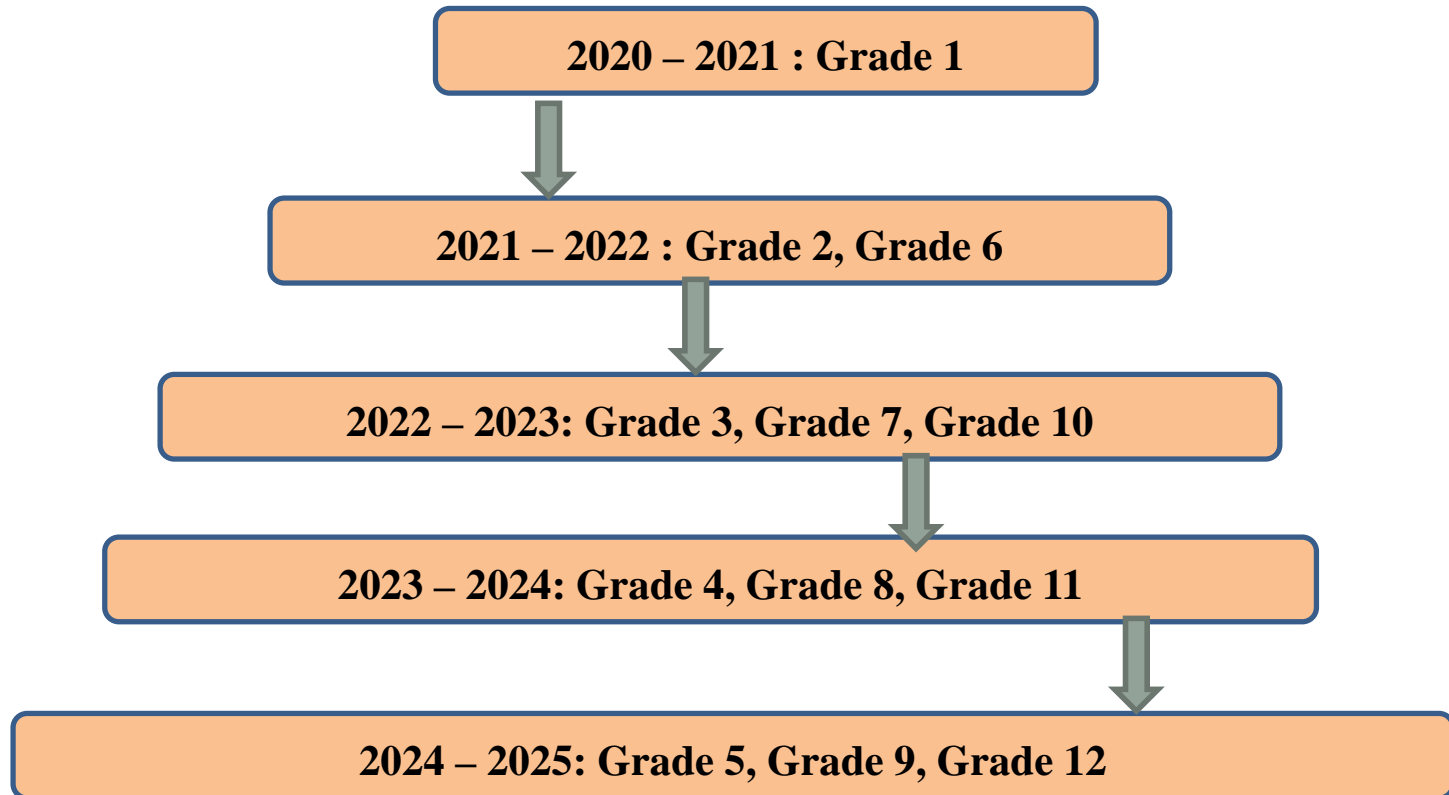 2020 – 2021 : Grade 1
2021 – 2022 : Grade 2, Grade 6
2022 – 2023: Grade 3, Grade 7, Grade 10
2023 – 2024: Grade 4, Grade 8, Grade 11
2024 – 2025: Grade 5, Grade 9, Grade 12